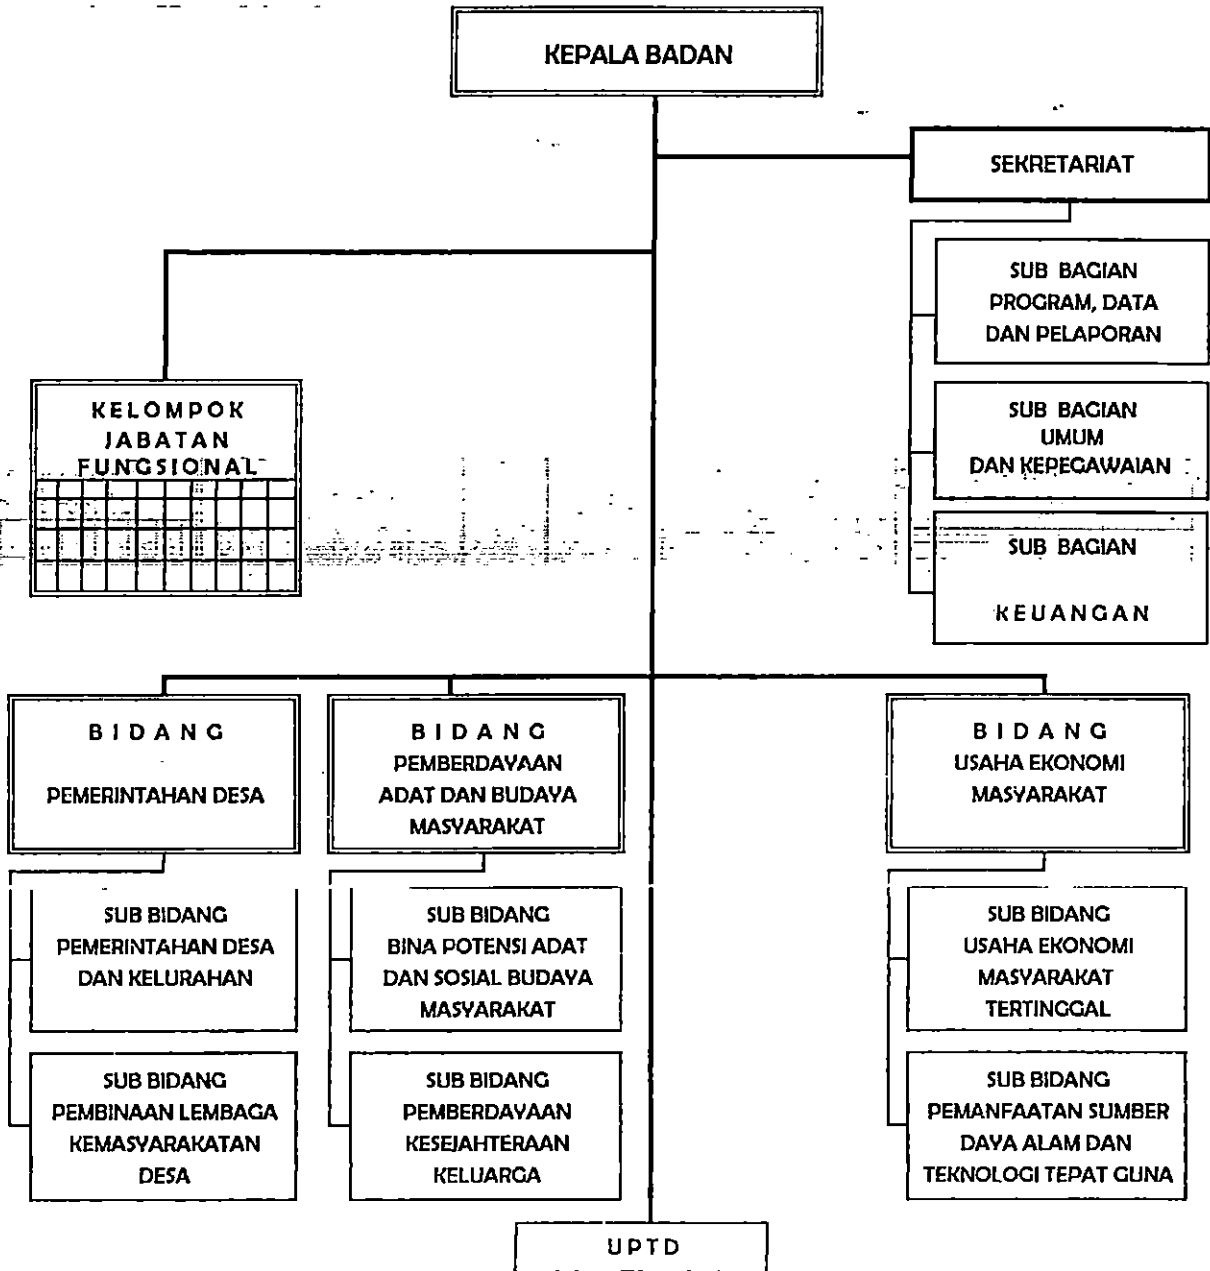 KEPALA BADAN
SEKRETARIAT
SUB BAGIAN
PROGRAM, DATA
DAN PELAPORAN
SUB BAGIAN
UMUM
DAN KEPEGAWAIAN
SUB BAGIAN
KEUANGAN
KELOMPOK
JABATAN
FUNGSIONAL
BIDANG
PEMERINTAHAN DESA
SUB BIDANG
PEMERINTAHAN DESA
DAN KELURAHAN
SUB BIDANG
PEMBINAAN LEMBAGA
KEMASYARAKATAN
DESA
BIDANG
PEMBERDAYAAN
ADAT DAN BUDAYA
MASYARAKAT
SUB BIDANG
BINA POTENSI ADAT
DAN SOSIAL BUDAYA
MASYARAKAT
SUB BIDANG
PEMBERDAYAAN
KESEJAHTERAAN
KELUARGA
BIDANG
USAHA EKONOMI
MASYARAKAT
SUB BIDANG
USAHA EKONOMI
MASYARAKAT
TERTINGGAL
SUB BIDANG
PEMANFAATAN SUMBER
DAYA ALAM DAN
TEKNOLOGI TEPAT GUNA
UPTD